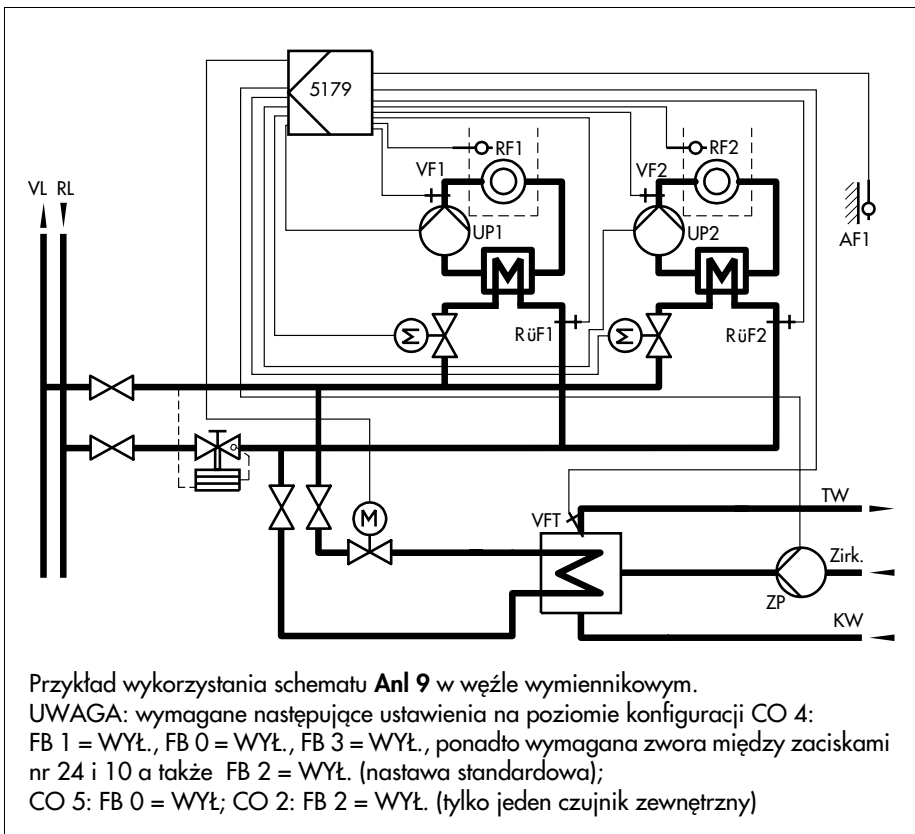 5179
RF1
RF2
VF1
VF2
VL
RL
UP1
UP2
AF1
M
M
RüF1
RüF2
M
VFT
TW
Zirk.
ZP
KW
Przykład wykorzystania schematu Anl 9 w węźle wymiennikowym.
UWAGA: wymagane następujące ustawienia na poziomie konfiguracji CO 4:
FB 1 = WYŁ., FB 0 = WYŁ., FB 3 = WYŁ., ponadto wymagana zwora między zaciskami
nr 24 i 10 a także FB 2 = WYŁ. (nastawa standardowa);
CO 5: FB 0 = WYŁ; CO 2: FB 2 = WYŁ. (tylko jeden czujnik zewnętrzny)